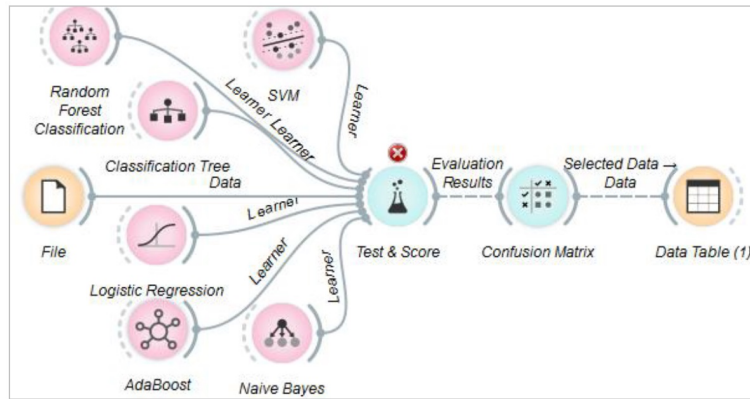 Random
Forest
Classification
SVM
Learner
Learner
Learner
Classification Tree
Data
File
Learner
Logistic Regression
Learner
AdaBoost
Learner
Naive Bayes
Test & Score
Evaluation
Results
Confusion Matrix
Selected Data →
Data
Data Table (1)